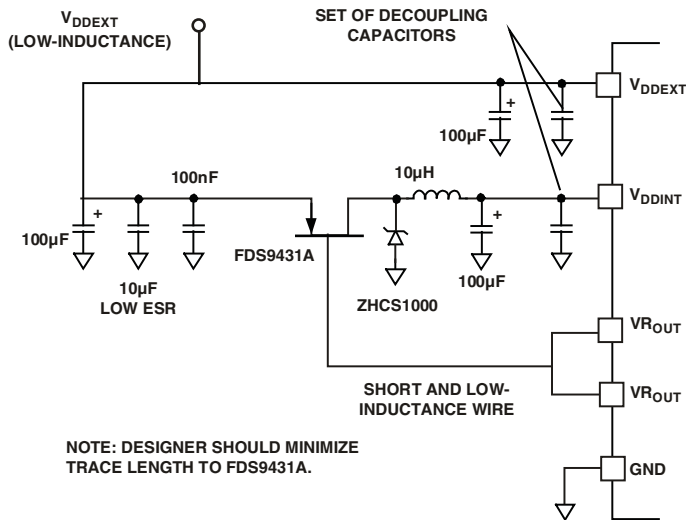 VDDEXT
(LOW-INDUCTANCE)
SET OF DECOUPLING
CAPACITORS
VDDEXT
+
100µF
100nF
10µH
VDDINT
+
100µF
+
FDS9431A
100µF
10µF
LOW ESR
ZHCS1000
VROUT
SHORT AND LOW-
INDUCTANCE WIRE
VROUT
NOTE: DESIGNER SHOULD MINIMIZE
TRACE LENGTH TO FDS9431A.
GND